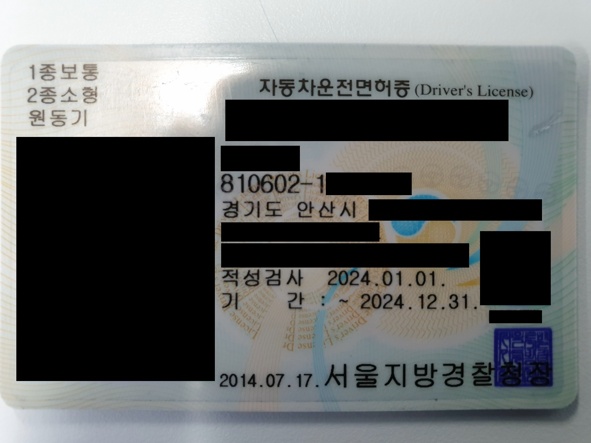 1종보통
2종소형
원동기
자동차운전면허증 (Driver's License)
810602-1
경기도 안산시
적성검사 2024.01.01.
기 간 : ~ 2024.12.31.
2014.07.17. 서울지방경찰청장